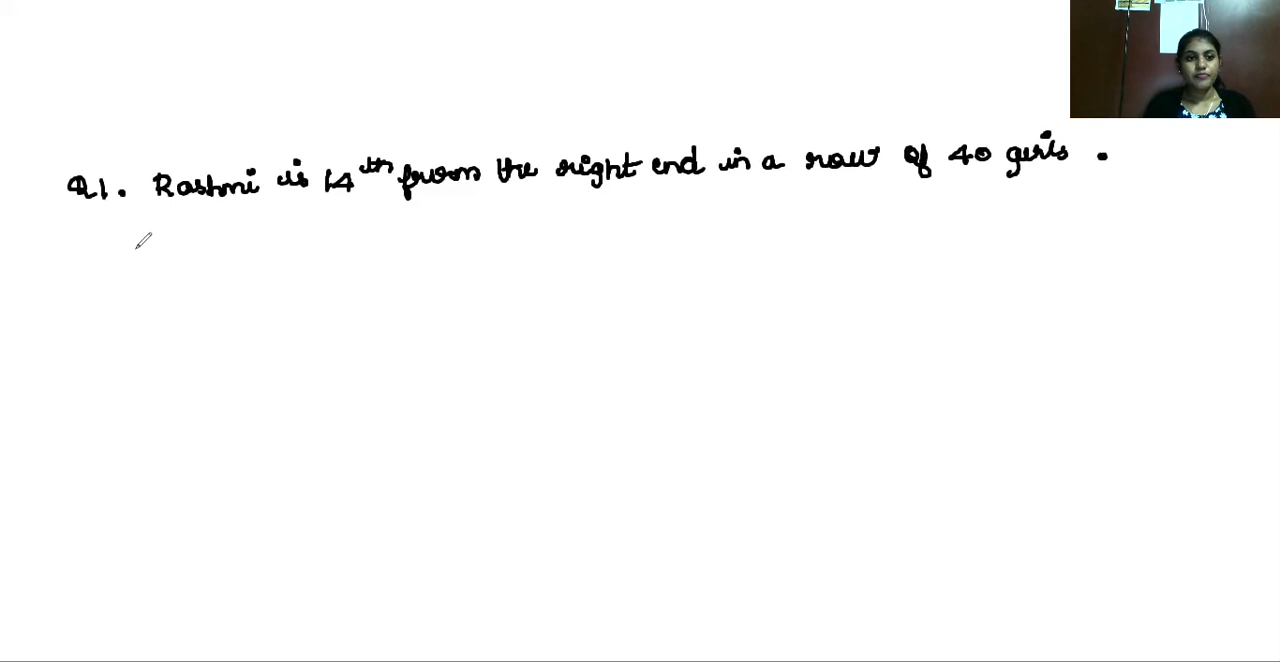 Q1. Rashmi is 14th from the right end in a row of 40 girls.